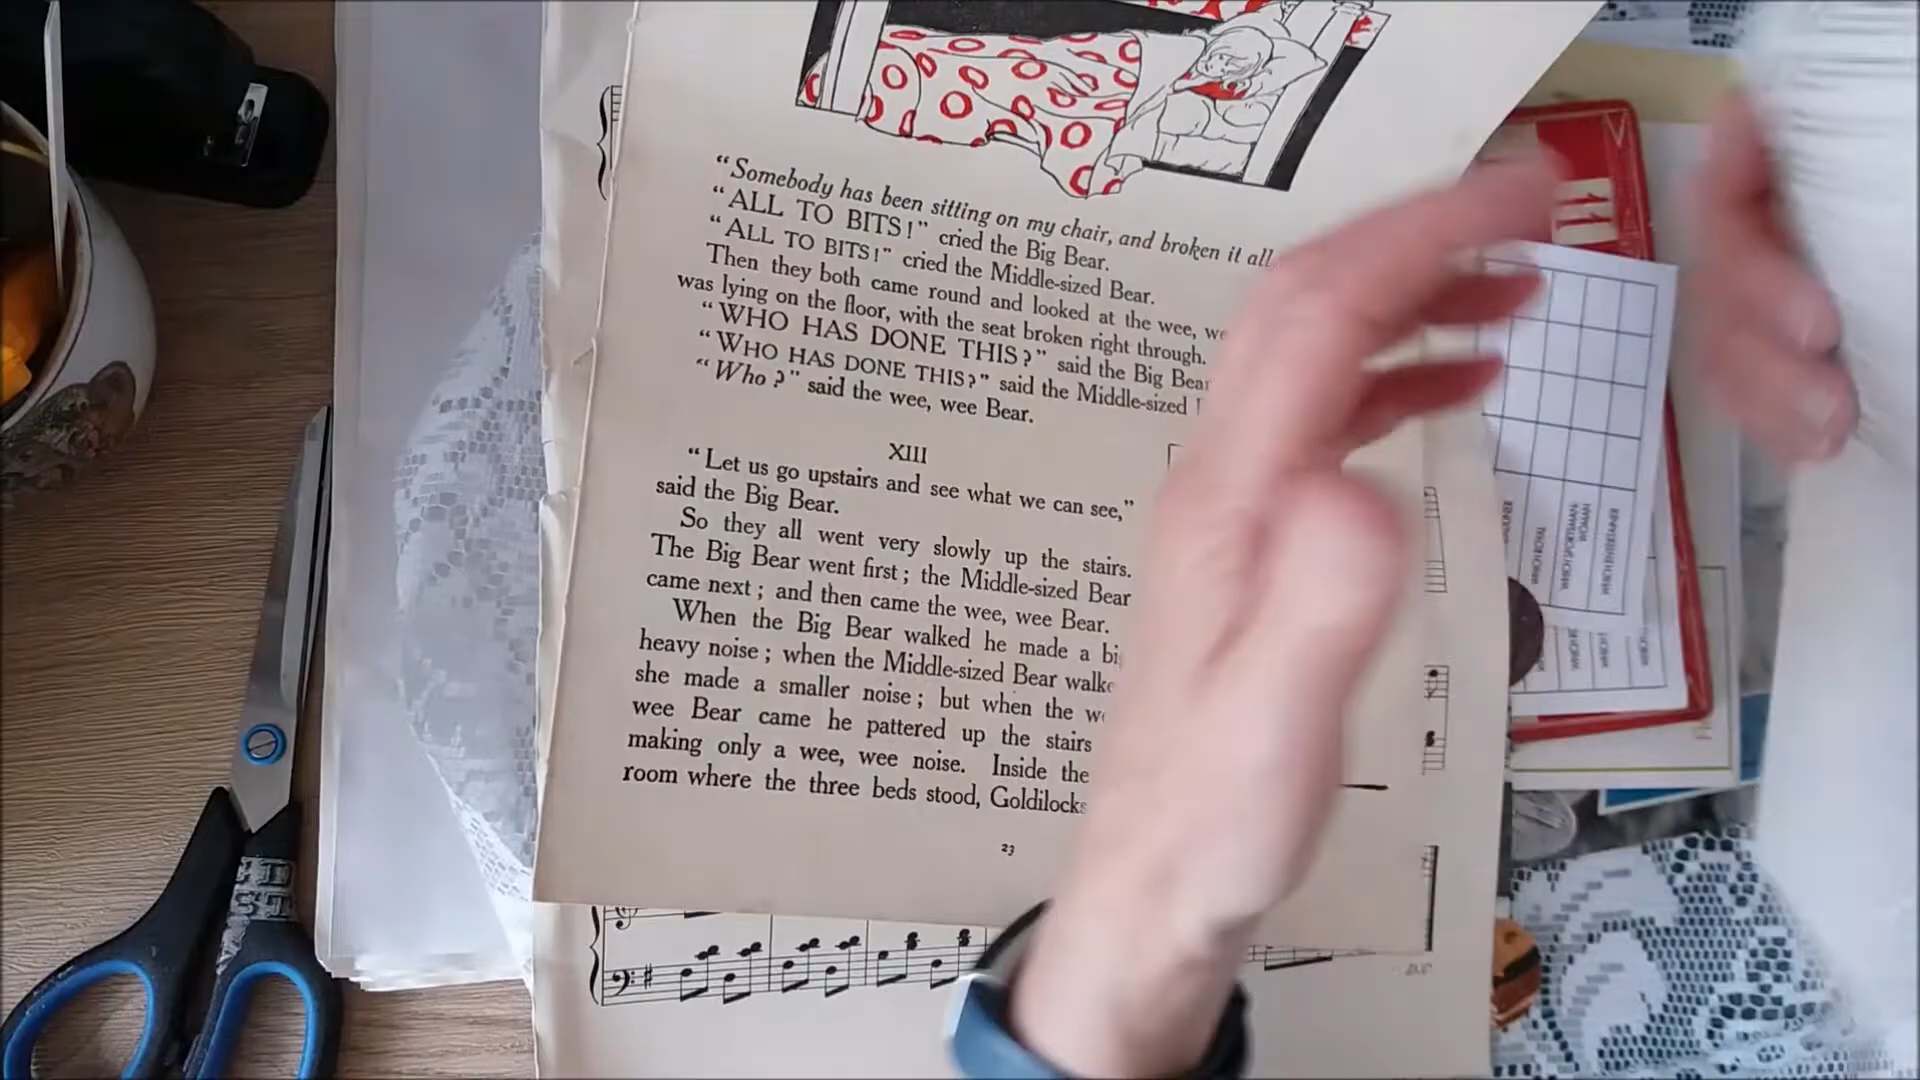 “Somebody has been sitting on my chair, and broken it all
“ALL TO BITS!” cried the Big Bear.
“ALL TO BITS!” cried the Middle-sized Bear.
Then they both came round and looked at the wee,
was lying on the floor, with the seat broken right through.
“WHO HAS DONE THIS?” said the Big Bear
“WHO HAS DONE THIS?” said the Middle-sized
“Who?” said the wee, wee Bear.
XIII
“Let us go upstairs and see what we can see,”
said the Big Bear.
So they all went very slowly up the stairs.
The Big Bear went first; the Middle-sized Bear
came next; and then came the wee, wee Bear.
When the Big Bear walked he made a
heavy noise; when the Middle-sized Bear
she made a smaller noise; but when the
wee Bear came he pattered up the stairs
making only a wee, wee noise. Inside the
room where the three beds stood, Goldilocks
23
11